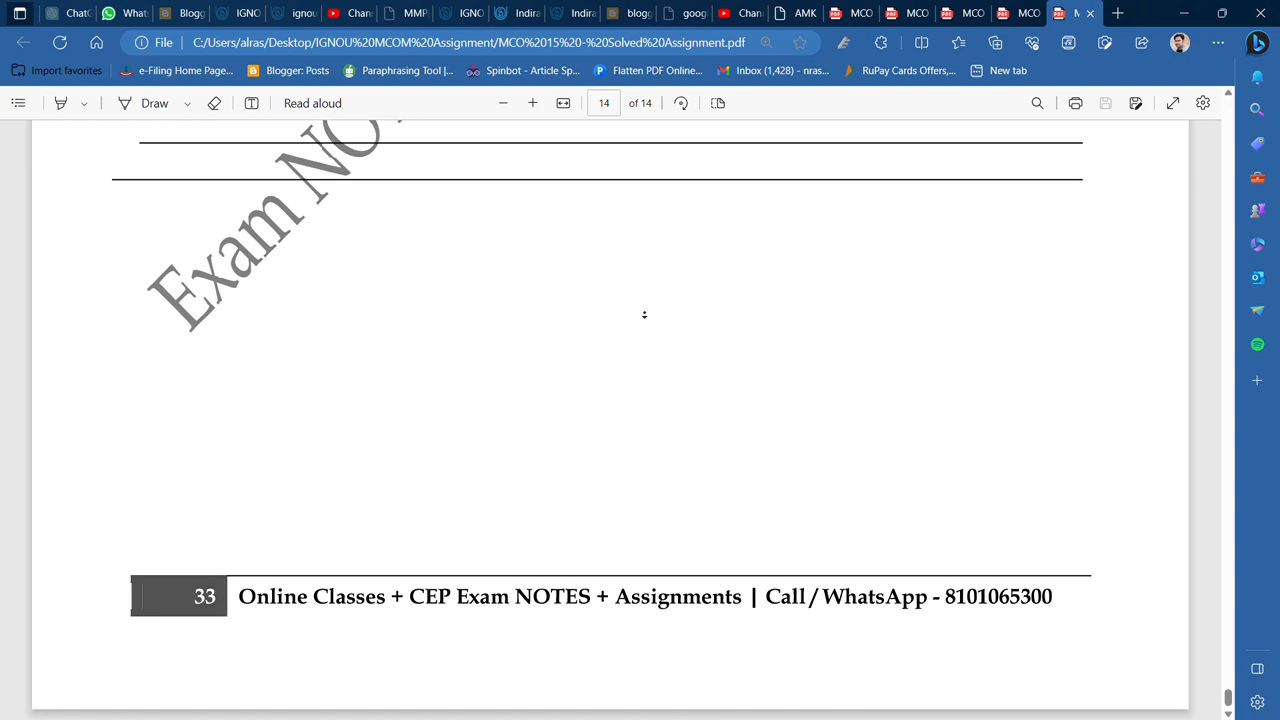 ChatG
Whats
Blogg
IGNO
ignou
Chan
MMP
IGNO
Indira
Indira
blogg
goog
Chan
AMK
MCO
MCO
MCO
MCO
M
File
C:/Users/alras/Desktop/IGNOU%20MCOM%20Assignment/MCO%2015%20-%20Solved%20Assignment.pdf
Import favorites
e-Filing Home Page...
Blogger: Posts
Paraphrasing Tool |...
Spinbot - Article Sp...
Flatten PDF Online...
Inbox (1,428) - nras...
RuPay Cards Offers,...
New tab
Draw
Read aloud
14 of 14
Exam NO
33 Online Classes + CEP Exam NOTES + Assignments | Call / WhatsApp - 8101065300